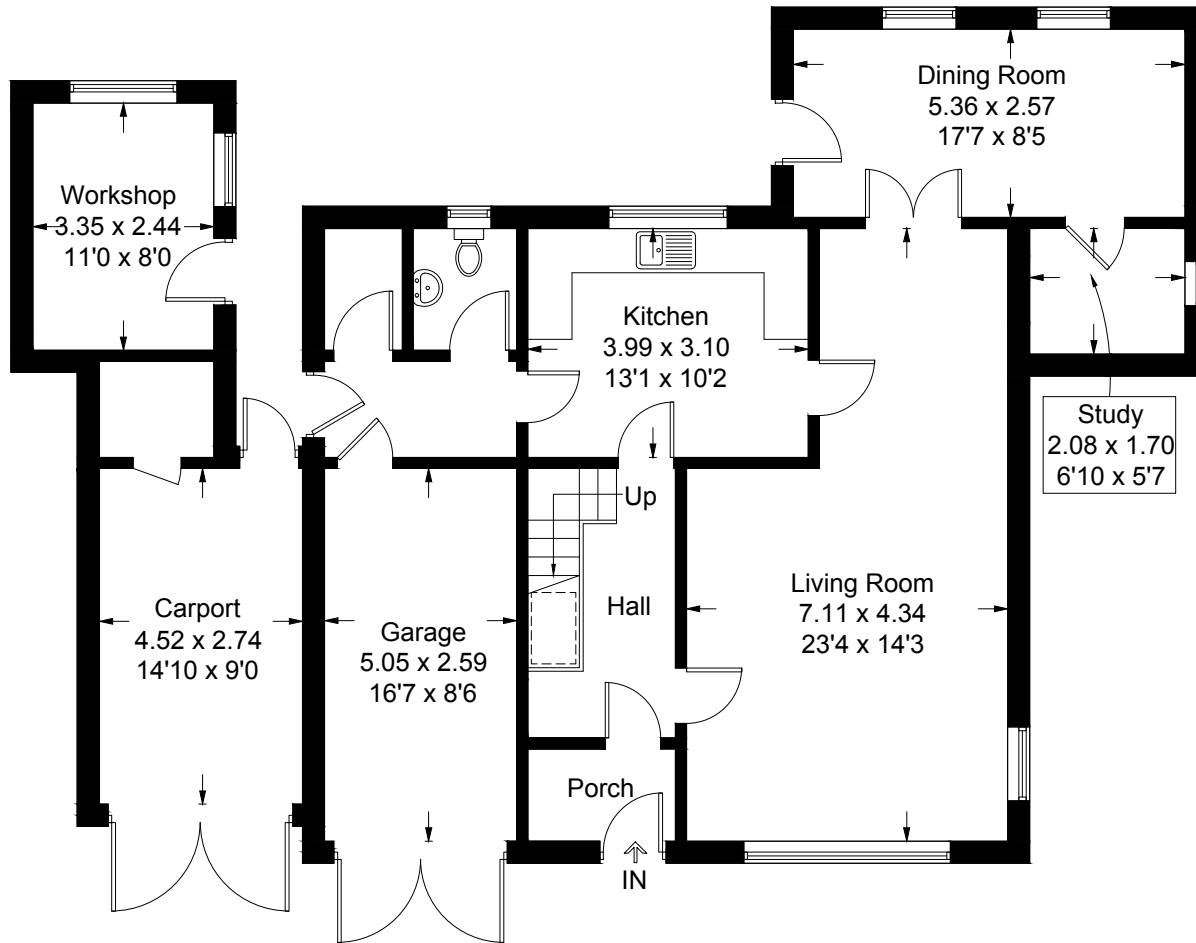 Dining Room
5.36 x 2.57
17'7 x 8'5
Workshop
3.35 x 2.44
11'0 x 8'0
Kitchen
3.99 x 3.10
13'1 x 10'2
Study
2.08 x 1.70
6'10 x 5'7
Up
Living Room
7.11 x 4.34
23'4 x 14'3
Hall
Carport
4.52 x 2.74
14'10 x 9'0
Garage
5.05 x 2.59
16'7 x 8'6
Porch
IN